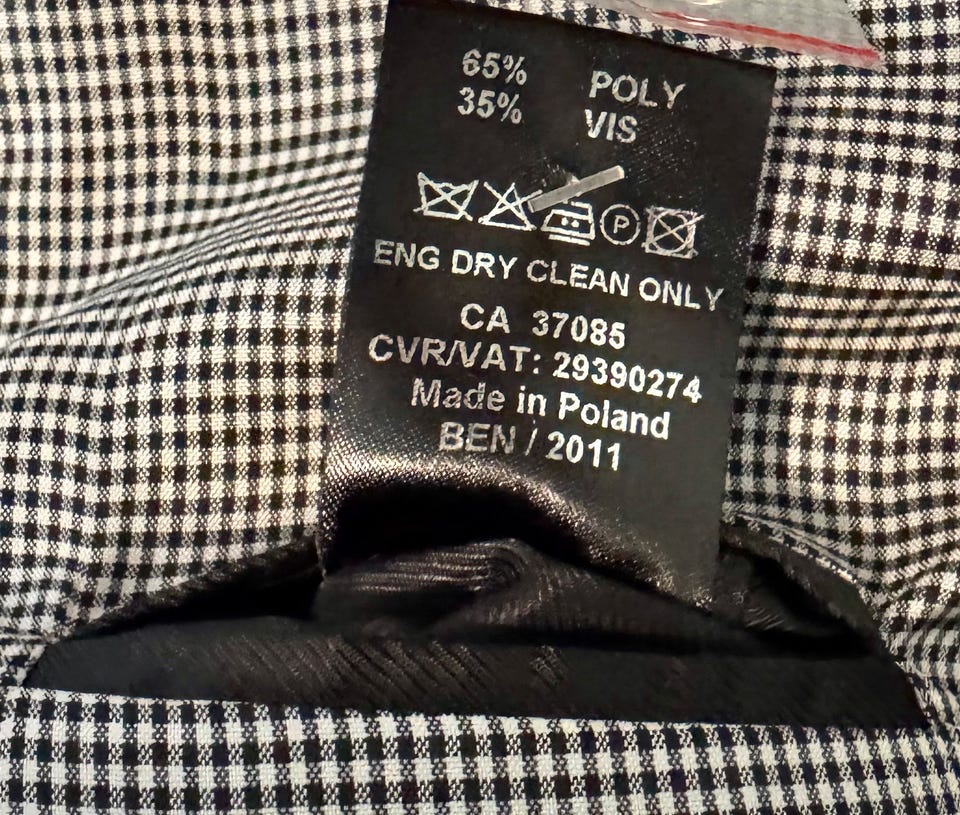 65% POLY
35% VIS
P
ENG DRY CLEAN ONLY
CA 37085
CVR/VAT: 29390274
Made in Poland
BEN / 2011